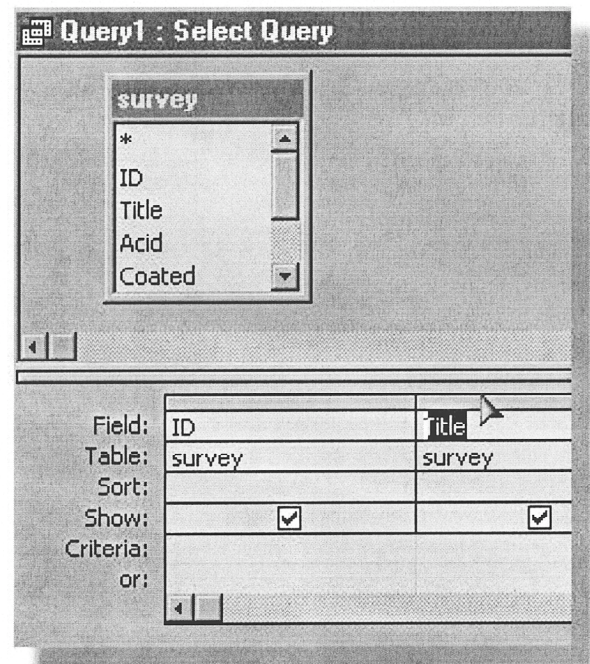 Query1 : Select Query
survey
*
ID
Title
Acid
Coated
Field: ID Title
Table: survey survey
Sort:
Show:
Criteria:
or: